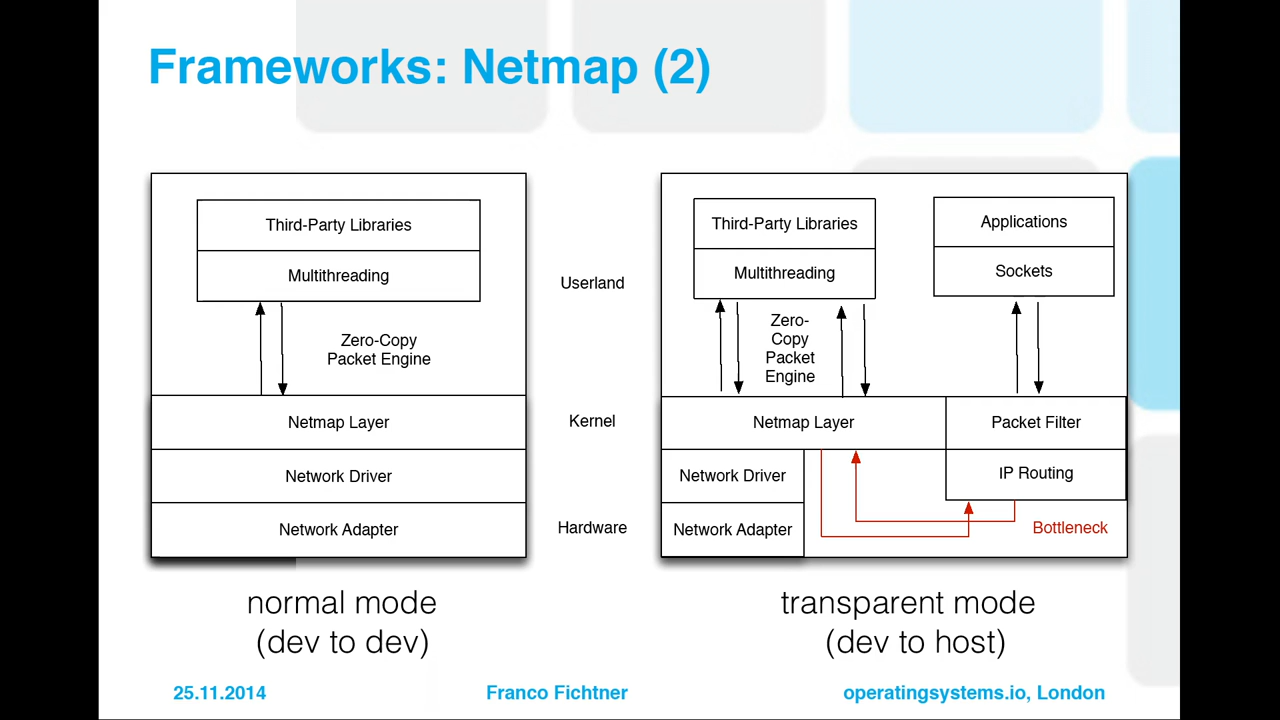 Frameworks: Netmap (2)
Third-Party Libraries
Multithreading
Zero-Copy
Packet Engine
Netmap Layer
Network Driver
Network Adapter
Userland
Kernel
Hardware
Third-Party Libraries
Multithreading
Zero-
Copy
Packet
Engine
Applications
Sockets
Netmap Layer
Packet Filter
Network Driver
IP Routing
Network Adapter
Bottleneck
normal mode
(dev to dev)
transparent mode
(dev to host)
25.11.2014
Franco Fichtner
operatingsystems.io, London